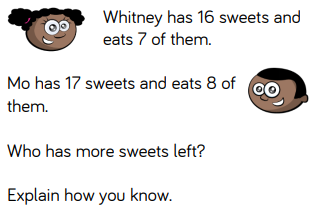 Whitney has 16 sweets and
eats 7 of them.
Mo has 17 sweets and eats 8 of
them.
Who has more sweets left?
Explain how you know.